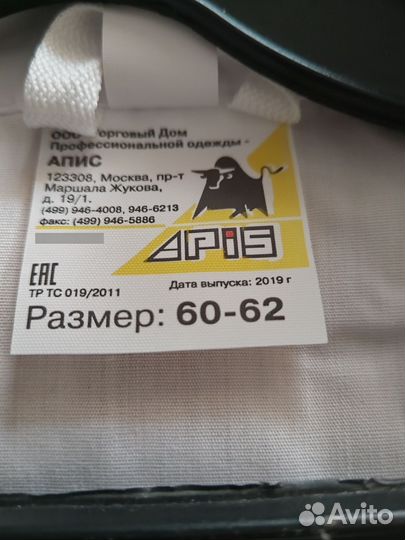 ООО Торговый Дом
Профессиональной одежды -
АПИС
123308, Москва, пр-т
Маршала Жукова,
д. 19/1.
(499) 946-4008, 946-6213
факс: (499) 946-5886
APIS
EAC
ТР ТС 019/2011
Дата выпуска: 2019 г
Размер: 60-62
Avito